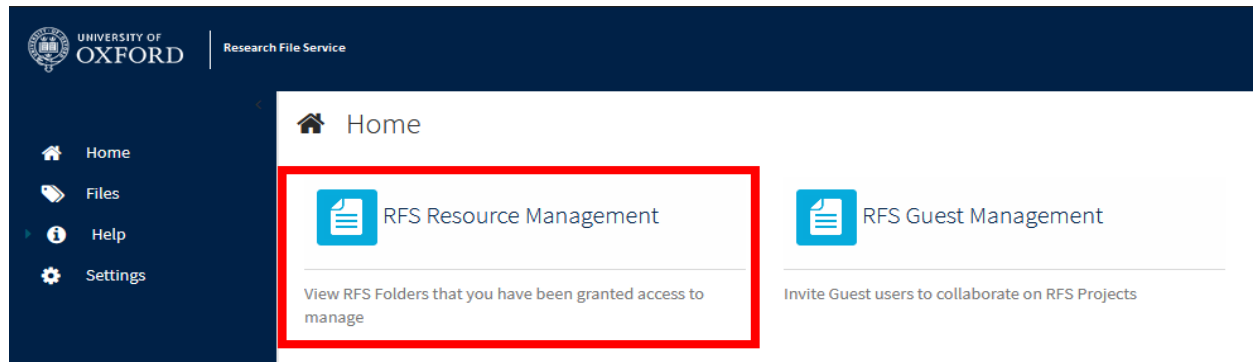 UNIVERSITY OF
OXFORD
Research File Service
Home
Files
Help
Settings
Home
RFS Resource Management
View RFS Folders that you have been granted access to
manage
RFS Guest Management
Invite Guest users to collaborate on RFS Projects